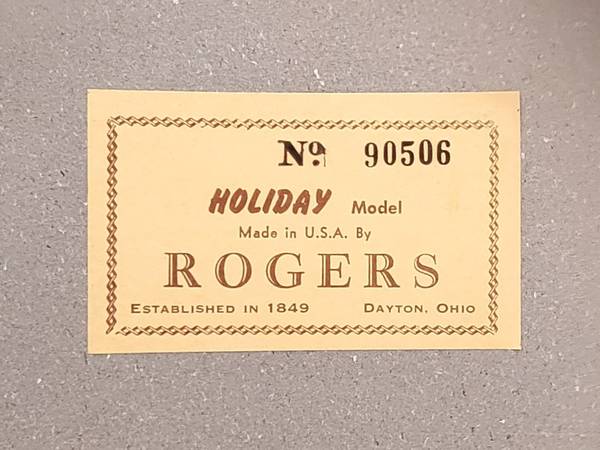 No. 90506
HOLIDAY Model
Made in U.S.A. By
ROGERS
ESTABLISHED IN 1849 DAYTON, OHIO